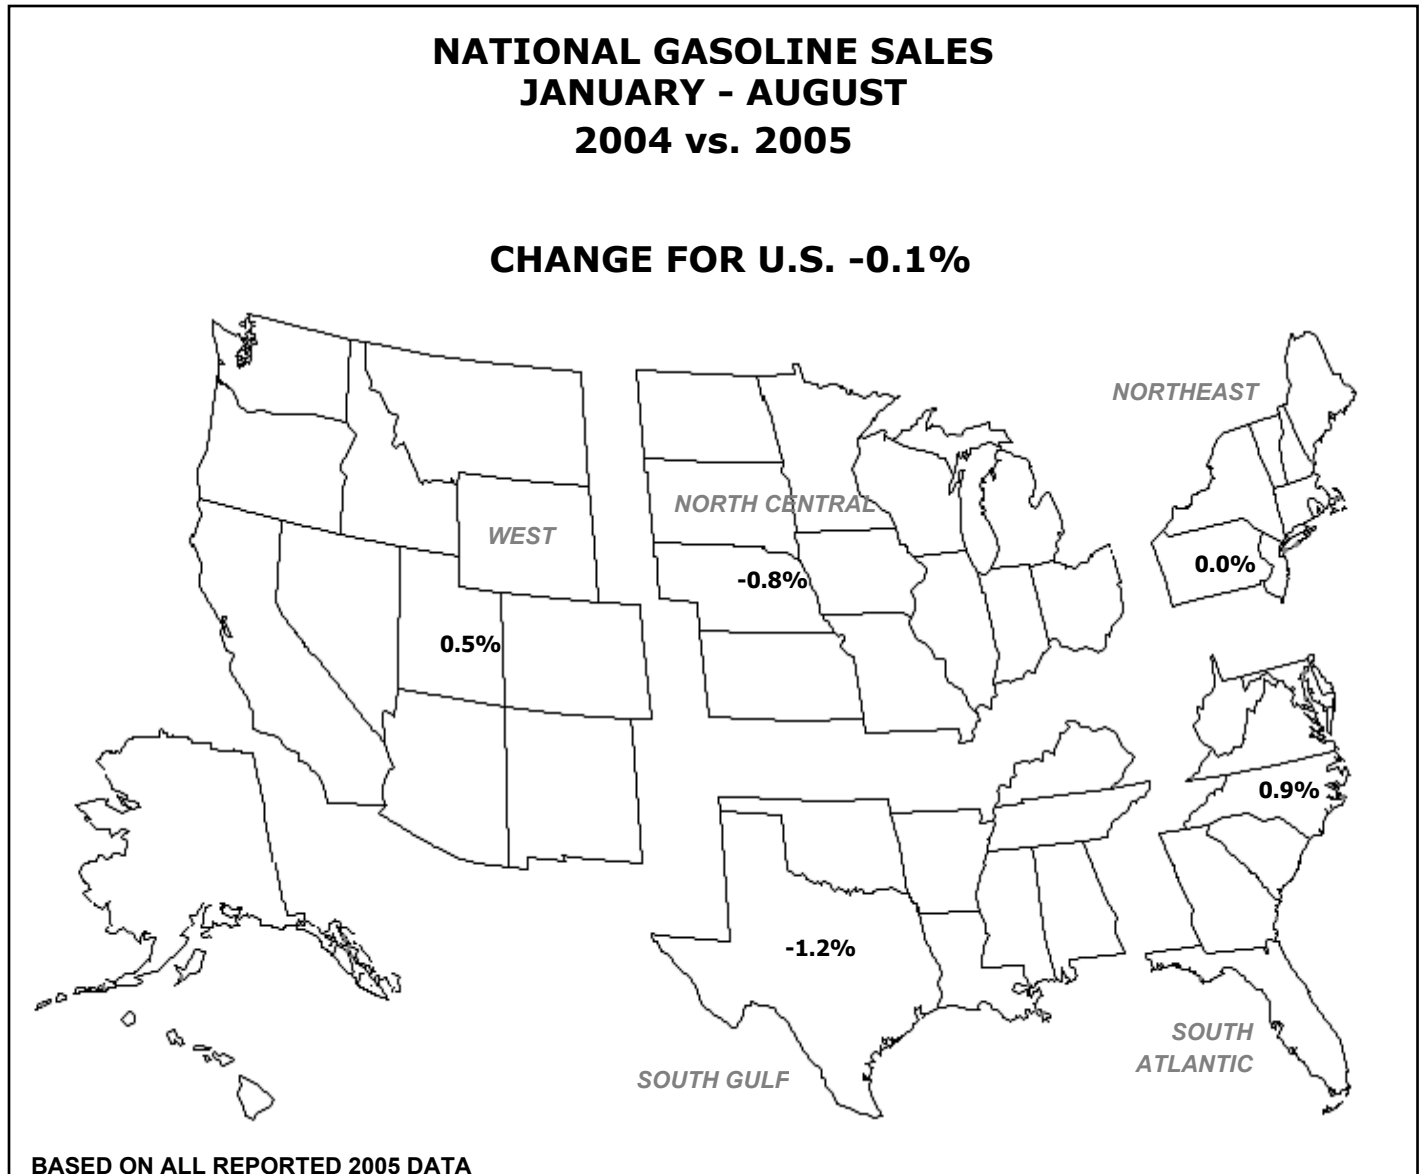 NATIONAL GASOLINE SALES
JANUARY - AUGUST
2004 vs. 2005
CHANGE FOR U.S. -0.1%
NORTHEAST
NORTH CENTRAL
WEST
0.0%
-0.8%
0.5%
0.9%
-1.2%
SOUTH
ATLANTIC
SOUTH GULF
BASED ON ALL REPORTED 2005 DATA